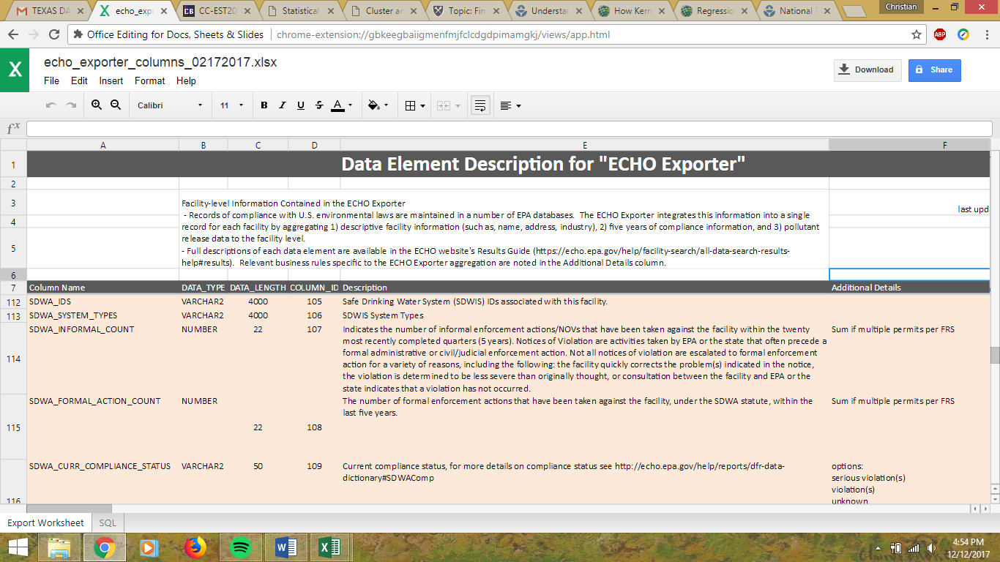 TEXAS DA
echo_exp
CC-EST20
Statistical
Cluster a
Topic: Fin
Understa
How Kern
Regressio
National
Christian
Office Editing for Docs, Sheets & Slides
chrome-extension://gbkeegbaiigmenfmjfclcdgdpimamgkj/views/app.html
ABP
X
echo_exporter_columns_02172017.xlsx
File Edit Insert Format Help
Download
Share
Calibri 11 B I U S A
fx
A B C D E F
1 Data Element Description for "ECHO Exporter"
2
3 Facility-level Information Contained in the ECHO Exporter
- Records of compliance with U.S. environmental laws are maintained in a number of EPA databases. The ECHO Exporter integrates this information into a single
last upd
4 record for each facility by aggregating 1) descriptive facility information (such as, name, address, industry), 2) five years of compliance information, and 3) pollutant
release data to the facility level.
5 - Full descriptions of each data element are available in the ECHO website's Results Guide (https://echo.epa.gov/help/facility-search/all-data-search-results-
help#results). Relevant business rules specific to the ECHO Exporter aggregation are noted in the Additional Details column.
6
7 Column Name DATA_TYPE DATA_LENGTH COLUMN_ID Description Additional Details
112 SDWA_IDS VARCHAR2 4000 105 Safe Drinking Water System (SDWIS) IDs associated with this facility.
113 SDWA_SYSTEM_TYPES VARCHAR2 4000 106 SDWIS System Types
114 SDWA_INFORMAL_COUNT NUMBER 22 107 Indicates the number of informal enforcement actions/NOVs that have been taken against the facility within the twenty Sum if multiple permits per FRS
most recently completed quarters (5 years). Notices of Violation are activities taken by EPA or the state that often precede a
formal administrative or civil/judicial enforcement action. Not all notices of violation are escalated to formal enforcement
action for a variety of reasons, including the following: the facility quickly corrects the problem(s) indicated in the notice,
the violation is determined to be less severe than originally thought, or consultation between the facility and EPA or the
state indicates that a violation has not occurred.
115 SDWA_FORMAL_ACTION_COUNT NUMBER 22 108 The number of formal enforcement actions that have been taken against the facility, under the SDWA statute, within the Sum if multiple permits per FRS
last five years.
116 SDWA_CURR_COMPLIANCE_STATUS VARCHAR2 50 109 Current compliance status, for more details on compliance status see http://echo.epa.gov/help/reports/dfr-data- options:
dictionary#SDWAComp serious violation(s)
violation(s)
unknown
Export Worksheet SQL
4:54 PM
12/12/2017